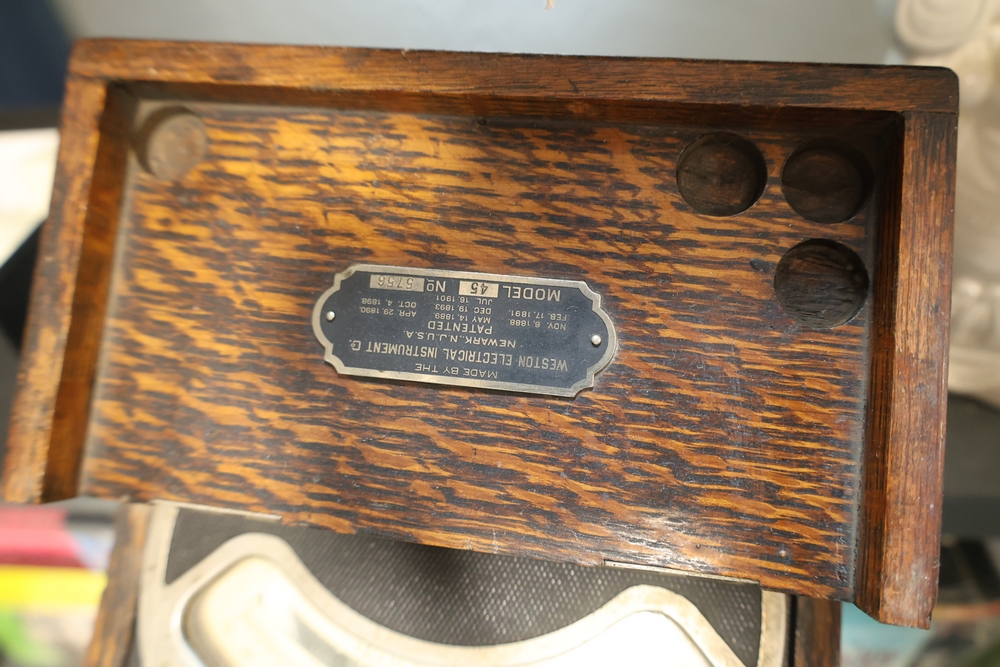 MADE BY THE
WESTON ELECTRICAL INSTRUMENT Co.
NEWARK, N.J. U.S.A.
PATENTED
NOV. 6, 1888. MAY 14, 1889. APR. 29, 1890.
FEB. 17, 1891. DEC. 19, 1893. OCT. 4, 1898.
JUL. 16, 1901.
MODEL 45 No 5756